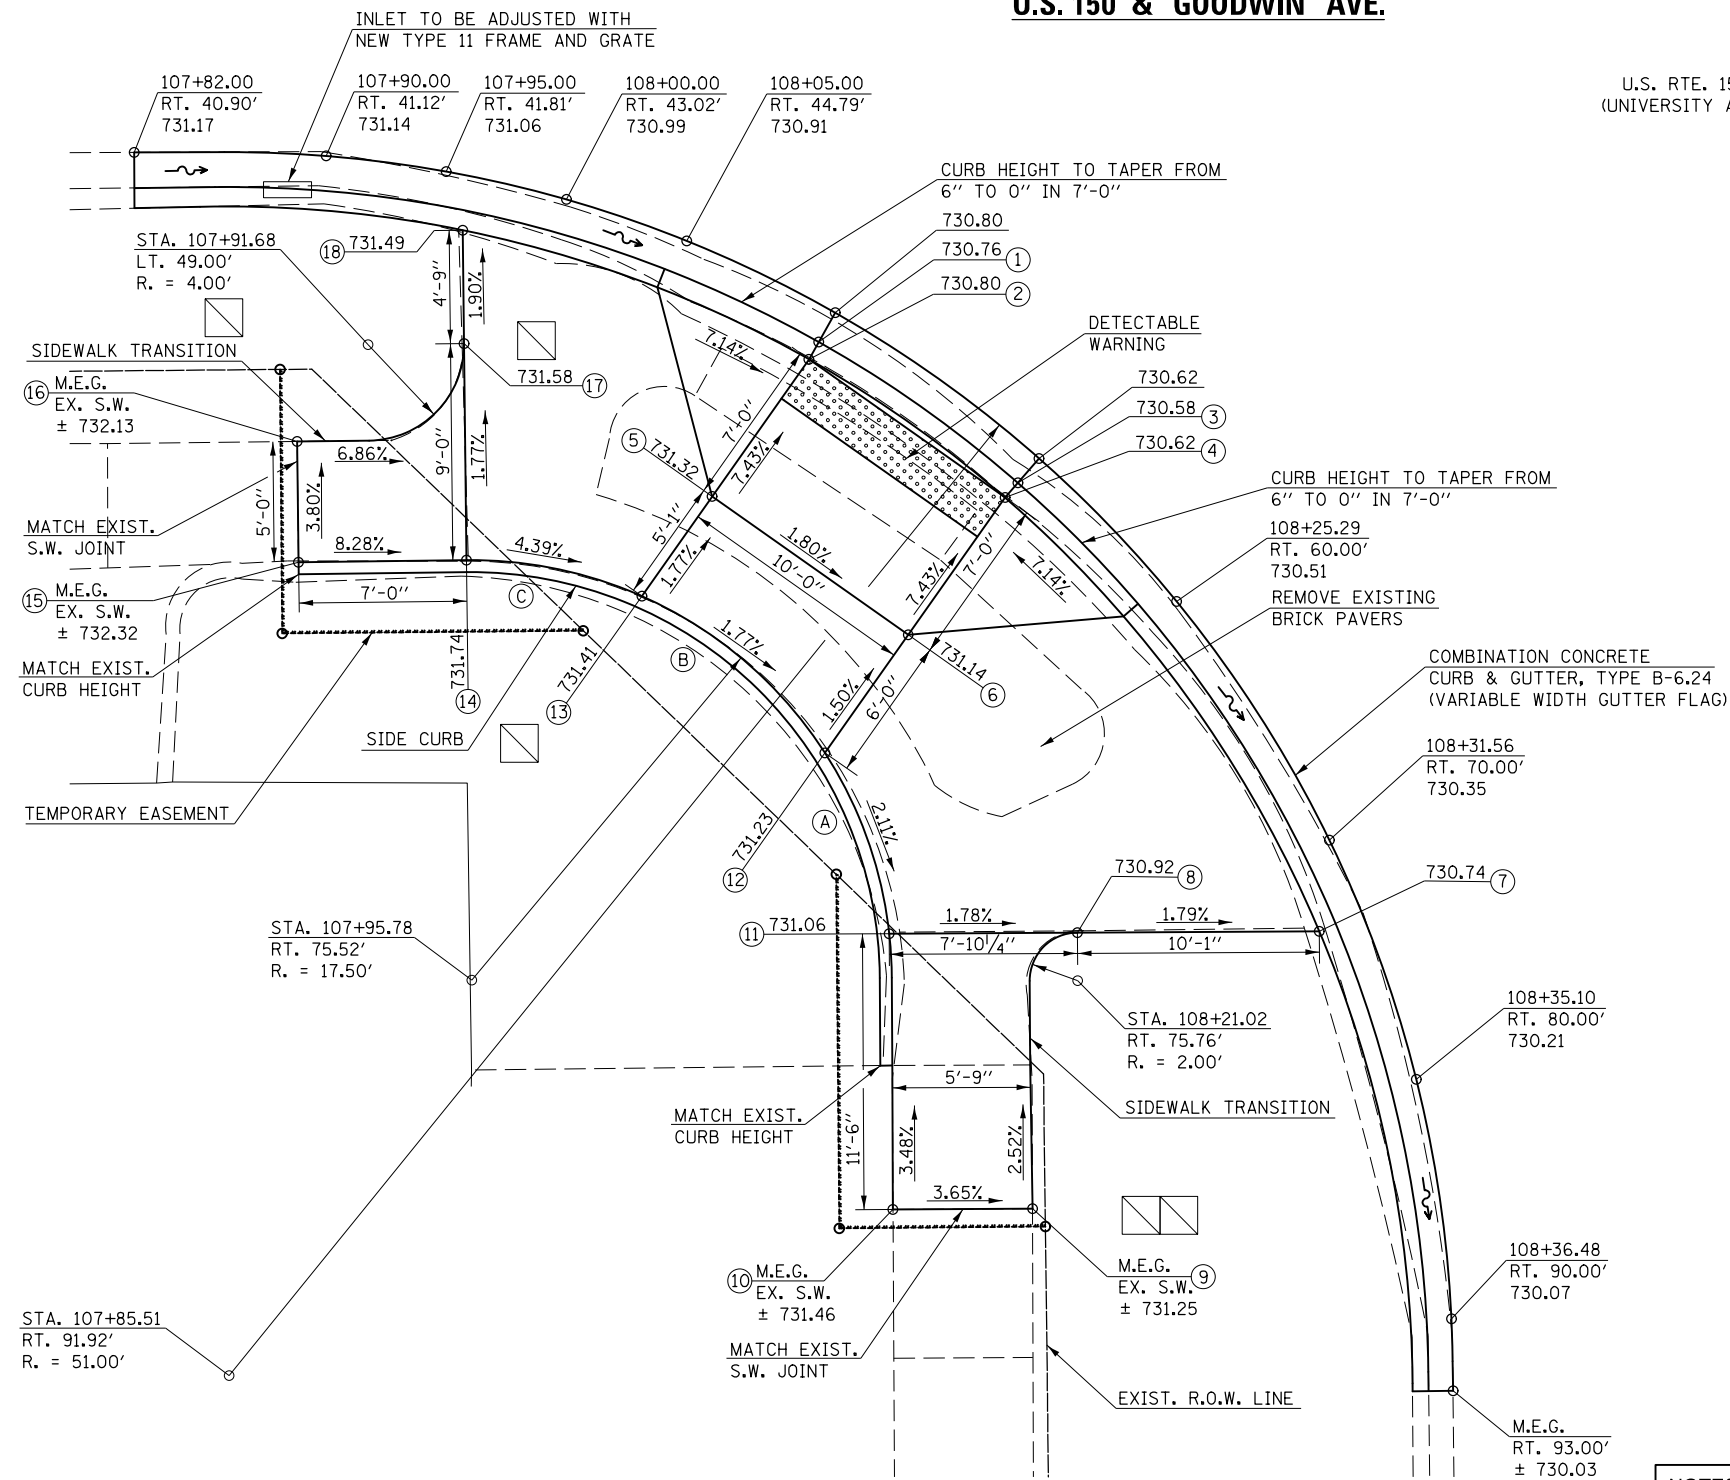 U.S. 150 & GOODWIN AVE.
INLET TO BE ADJUSTED WITH
NEW TYPE 11 FRAME AND GRATE
107+82.00
RT. 40.90'
731.17
107+90.00
RT. 41.12'
731.14
107+95.00
RT. 41.81'
731.06
108+00.00
RT. 43.02'
730.99
108+05.00
RT. 44.79'
730.91
U.S. RTE. 15
(UNIVERSITY A
CURB HEIGHT TO TAPER FROM
6" TO 0" IN 7'-0"
730.80
730.76 1
730.80 2
DETECTABLE
WARNING
730.62
730.58 3
730.62 4
CURB HEIGHT TO TAPER FROM
6" TO 0" IN 7'-0"
108+25.29
RT. 60.00'
730.51
REMOVE EXISTING
BRICK PAVERS
COMBINATION CONCRETE
CURB & GUTTER, TYPE B-6.24
(VARIABLE WIDTH GUTTER FLAG)
108+31.56
RT. 70.00'
730.35
730.74 7
108+35.10
RT. 80.00'
730.21
108+36.48
RT. 90.00'
730.07
M.E.G.
RT. 93.00'
± 730.03
NOTES
STA. 107+91.68
LT. 49.00'
R. = 4.00'
18 731.49
4'-9"
1.90%
SIDEWALK TRANSITION
16 M.E.G.
EX. S.W.
± 732.13
731.58 17
6.86%
9'-0"
1.77%
5'-0"
3.80%
MATCH EXIST.
S.W. JOINT
8.28%
4.39%
15 M.E.G.
EX. S.W.
± 732.32
7'-0"
C
MATCH EXIST.
CURB HEIGHT
731.74
14
731.41
13
B
SIDE CURB
TEMPORARY EASEMENT
7.14%
7'-0"
7.43%
5 731.32
5'-1"
1.77%
1.80%
10'-0"
7.43%
7'-0"
7.14%
1.77%
731.14
6
1.50%
6'-0"
A
2.11%
731.23
12
730.92 8
11 731.06
1.78%
7'-10 1/4"
1.79%
10'-1"
STA. 107+95.78
RT. 75.52'
R. = 17.50'
STA. 108+21.02
RT. 75.76'
R. = 2.00'
SIDEWALK TRANSITION
5'-9"
MATCH EXIST.
CURB HEIGHT
11'-6"
3.48%
2.52%
3.65%
10 M.E.G.
EX. S.W.
± 731.46
M.E.G. 9
EX. S.W.
± 731.25
MATCH EXIST.
S.W. JOINT
EXIST. R.O.W. LINE
STA. 107+85.51
RT. 91.92'
R. = 51.00'